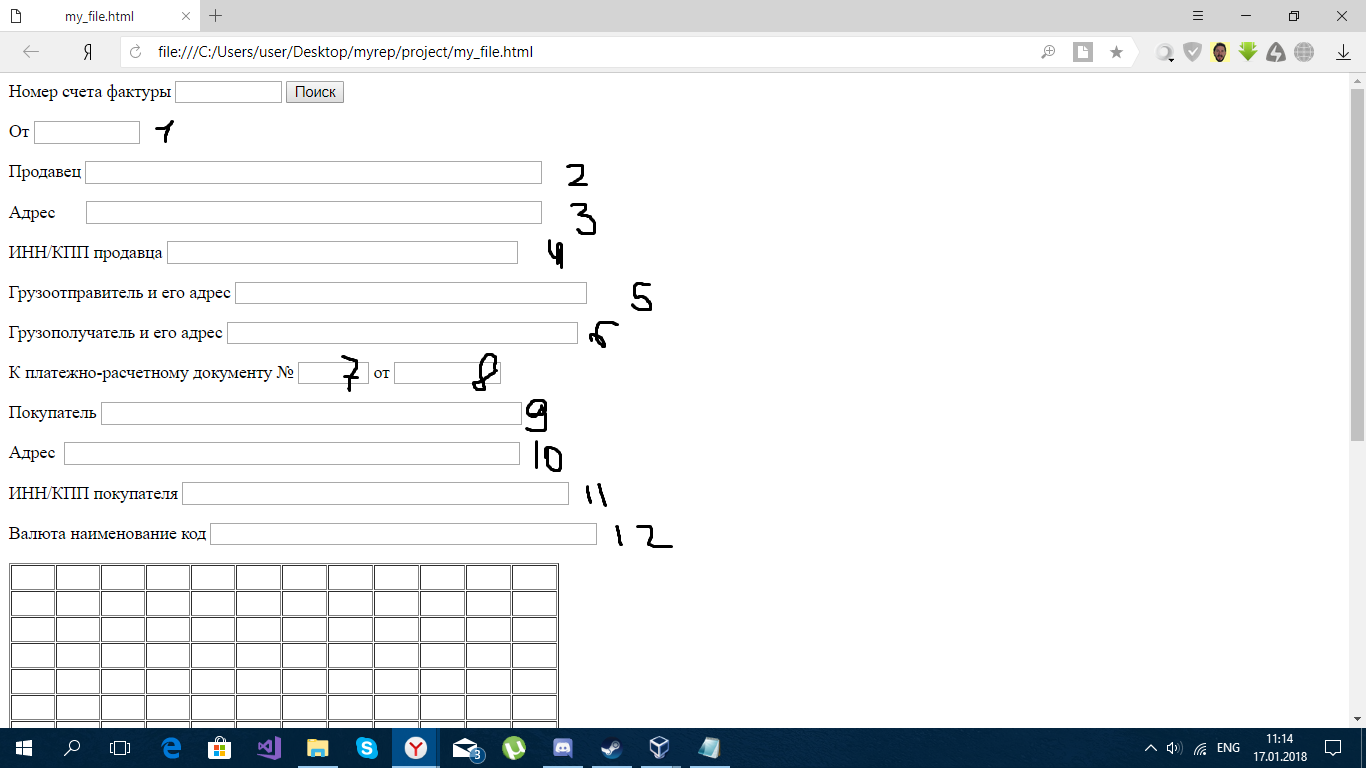 my_file.html
Я
file:///C:/Users/user/Desktop/myrep/project/my_file.html
Номер счета фактуры Поиск
От 1
Продавец 2
Адрес 3
ИНН/КПП продавца 4
Грузоотправитель и его адрес 5
Грузополучатель и его адрес 6
К платежно-расчетному документу № 7 от 8
Покупатель 9
Адрес 10
ИНН/КПП покупателя 11
Валюта наименование код 12
3
ENG
11:14
17.01.2018